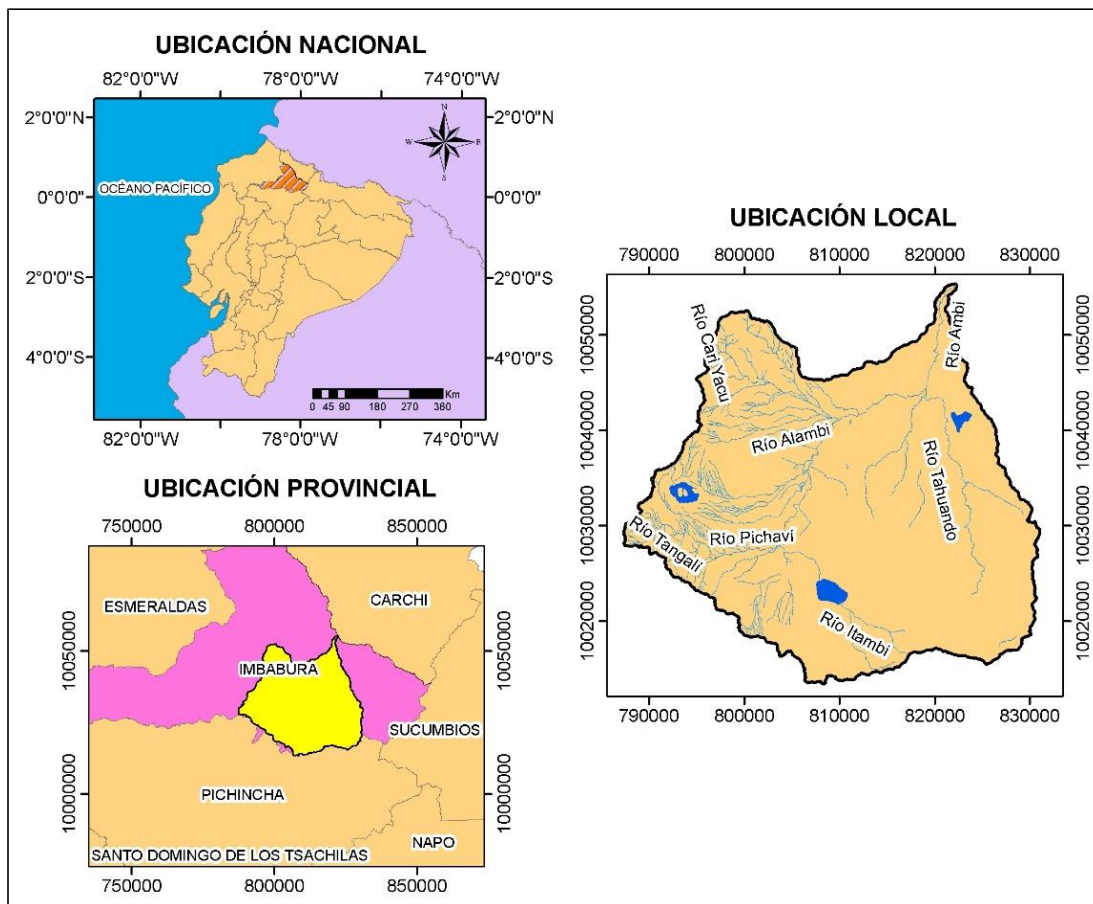 UBICACIÓN NACIONAL
82°0'0"W 78°0'0"W 74°0'0"W
2°0'0"N 2°0'0"N
N
W E
S
OCÉANO PACÍFICO
0°0'0" 0°0'0"
2°0'0"S 2°0'0"S
4°0'0"S 4°0'0"S
Km
0 45 90 180 270 360
82°0'0"W 78°0'0"W 74°0'0"W
UBICACIÓN PROVINCIAL
750000 800000 850000
ESMERALDAS
CARCHI
10050000 10050000
IMBABURA
SUCUMBIOS
10000000 10000000
PICHINCHA
NAPO
SANTO DOMINGO DE LOS TSACHILAS
750000 800000 850000
UBICACIÓN LOCAL
790000 800000 810000 820000 830000
10050000 10050000
Río Cari Yacu
Río Ambi
10040000 10040000
Río Alambi
Río Tahuando
10030000 10030000
Río Pichaví
Río Tangalí
10020000 10020000
Río Itambi
790000 800000 810000 820000 830000